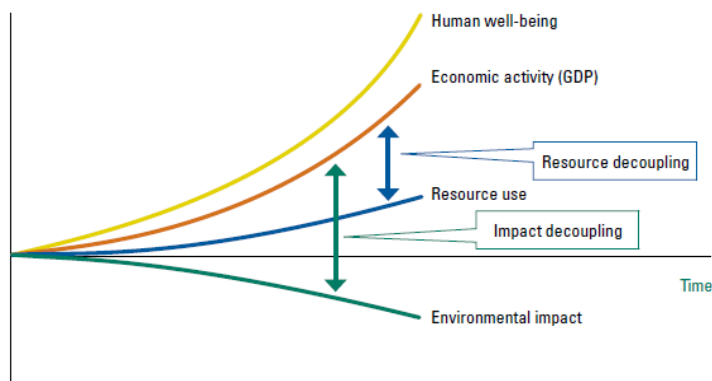 Human well-being
Economic activity (GDP)
Resource decoupling
Resource use
Impact decoupling
Time
Environmental impact